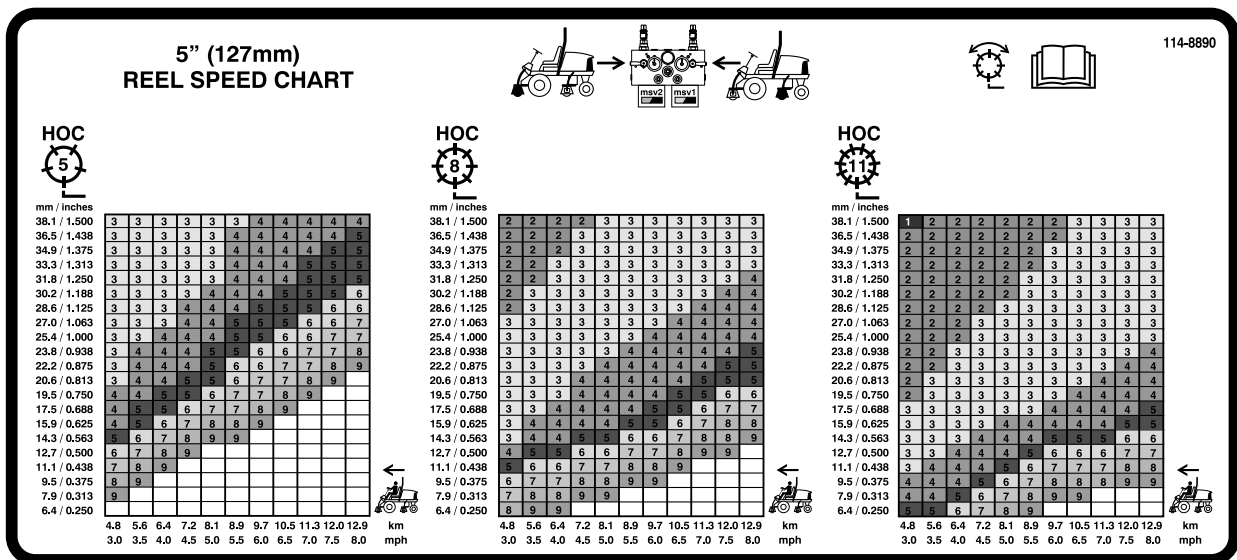 5” (127mm)
REEL SPEED CHART
msv2 msv1
114-8890
HOC
5
mm / inches
38.1 / 1.500 3 3 3 3 3 3 4 4 4 4 4
36.5 / 1.438 3 3 3 3 3 4 4 4 4 4 5
34.9 / 1.375 3 3 3 3 3 4 4 4 4 5 5
33.3 / 1.313 3 3 3 3 3 4 4 4 5 5 5
31.8 / 1.250 3 3 3 3 3 4 4 4 5 5 5
30.2 / 1.188 3 3 3 3 4 4 4 5 5 5 6
28.6 / 1.125 3 3 3 4 4 4 5 5 5 6 6
27.0 / 1.063 3 3 3 4 4 5 5 5 6 6 7
25.4 / 1.000 3 3 4 4 4 5 5 6 6 7 7
23.8 / 0.938 3 4 4 4 5 5 6 6 7 7 8
22.2 / 0.875 3 4 4 4 5 6 6 7 7 8 9
20.6 / 0.813 3 4 4 5 5 6 7 7 8 9
19.5 / 0.750 4 4 5 5 6 7 7 8 9
17.5 / 0.688 4 5 5 6 7 7 8 9
15.9 / 0.625 4 5 6 7 8 8 9
14.3 / 0.563 5 6 7 8 9 9
12.7 / 0.500 6 7 8 9
11.1 / 0.438 7 8 9
9.5 / 0.375 8 9
7.9 / 0.313 9
6.4 / 0.250
4.8 5.6 6.4 7.2 8.1 8.9 9.7 10.5 11.3 12.0 12.9 km
3.0 3.5 4.0 4.5 5.0 5.5 6.0 6.5 7.0 7.5 8.0 mph
HOC
8
mm / inches
38.1 / 1.500 2 2 2 2 3 3 3 3 3 3 3
36.5 / 1.438 2 2 2 3 3 3 3 3 3 3 3
34.9 / 1.375 2 2 2 3 3 3 3 3 3 3 3
33.3 / 1.313 2 2 3 3 3 3 3 3 3 3 3
31.8 / 1.250 2 2 3 3 3 3 3 3 3 3 4
30.2 / 1.188 2 3 3 3 3 3 3 3 3 4 4
28.6 / 1.125 2 3 3 3 3 3 3 3 3 4 4
27.0 / 1.063 3 3 3 3 3 3 3 4 4 4 4
25.4 / 1.000 3 3 3 3 3 3 3 4 4 4 4
23.8 / 0.938 3 3 3 3 3 4 4 4 4 4 5
22.2 / 0.875 3 3 3 3 4 4 4 4 4 5 5
20.6 / 0.813 3 3 3 4 4 4 4 4 5 5 5
19.5 / 0.750 3 3 3 4 4 4 4 5 5 6 6
17.5 / 0.688 3 3 4 4 4 4 5 5 6 7 7
15.9 / 0.625 3 4 4 4 4 5 5 6 7 8 8
14.3 / 0.563 3 4 4 5 5 6 6 7 8 8 9
12.7 / 0.500 4 5 5 6 6 7 7 8 9
11.1 / 0.438 5 6 6 7 7 8 8 9
9.5 / 0.375 6 6 7 7 8 8 9
7.9 / 0.313 7 8 8 9 9
6.4 / 0.250 8 9 9
4.8 5.6 6.4 7.2 8.1 8.9 9.7 10.5 11.3 12.0 12.9 km
3.0 3.5 4.0 4.5 5.0 5.5 6.0 6.5 7.0 7.5 8.0 mph
HOC
11
mm / inches
38.1 / 1.500 1 2 2 2 2 2 2 3 3 3 3
36.5 / 1.438 2 2 2 2 2 2 2 3 3 3 3
34.9 / 1.375 2 2 2 2 2 2 3 3 3 3 3
33.3 / 1.313 2 2 2 2 2 2 3 3 3 3 3
31.8 / 1.250 2 2 2 2 2 3 3 3 3 3 3
30.2 / 1.188 2 2 2 2 2 3 3 3 3 3 3
28.6 / 1.125 2 2 2 2 3 3 3 3 3 3 3
27.0 / 1.063 2 2 2 3 3 3 3 3 3 3 3
25.4 / 1.000 2 2 2 3 3 3 3 3 3 3 3
23.8 / 0.938 2 2 3 3 3 3 3 3 3 3 4
22.2 / 0.875 2 2 3 3 3 3 3 3 3 4 4
20.6 / 0.813 2 3 3 3 3 3 3 3 4 4 4
19.5 / 0.750 2 3 3 3 3 3 3 4 4 4 4
17.5 / 0.688 3 3 3 3 3 3 4 4 4 4 5
15.9 / 0.625 3 3 3 3 4 4 4 4 4 5 5
14.3 / 0.563 3 3 3 4 4 4 5 5 5 6 6
12.7 / 0.500 3 3 4 4 4 5 6 6 7 7 8
11.1 / 0.438 3 4 4 4 5 6 6 7 7 8 8
9.5 / 0.375 4 4 4 5 6 7 7 8 8 9 9
7.9 / 0.313 4 4 5 6 7 8 9 9
6.4 / 0.250 5 5 6 7 8 9
4.8 5.6 6.4 7.2 8.1 8.9 9.7 10.5 11.3 12.0 12.9 km
3.0 3.5 4.0 4.5 5.0 5.5 6.0 6.5 7.0 7.5 8.0 mph